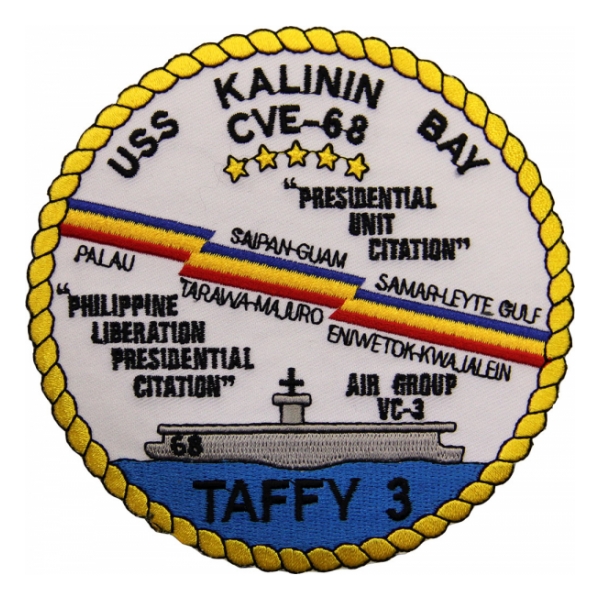 USS KALININ BAY
CVE-68
"PRESIDENTIAL
UNIT
CITATION"
SAIPAN-GUAM
PALAU
SAMAR-LEYTE GULF
TARAWA-MAJURO
ENIWETOK-KWAJALEIN
"PHILIPPINE
LIBERATION
PRESIDENTIAL
CITATION"
AIR GROUP
VC-3
68
TAFFY 3